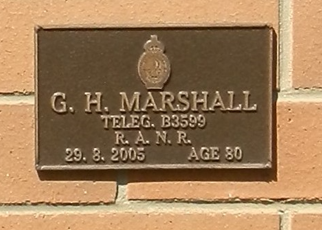 G. H. MARSHALL
TELEG. B3599
R. A. N. R.
29. 8. 2005 AGE 80